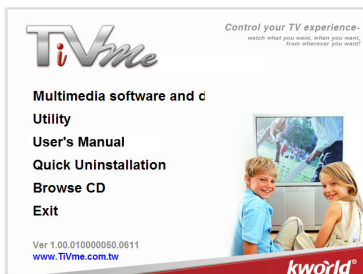 TiVme
Control your TV experience-
watch what you want, when you want,
from wherever you want!
Multimedia software and d
Utility
User's Manual
Quick Uninstallation
Browse CD
Exit
Ver 1.00.010000050.0611
www.TiVme.com.tw
kworld®